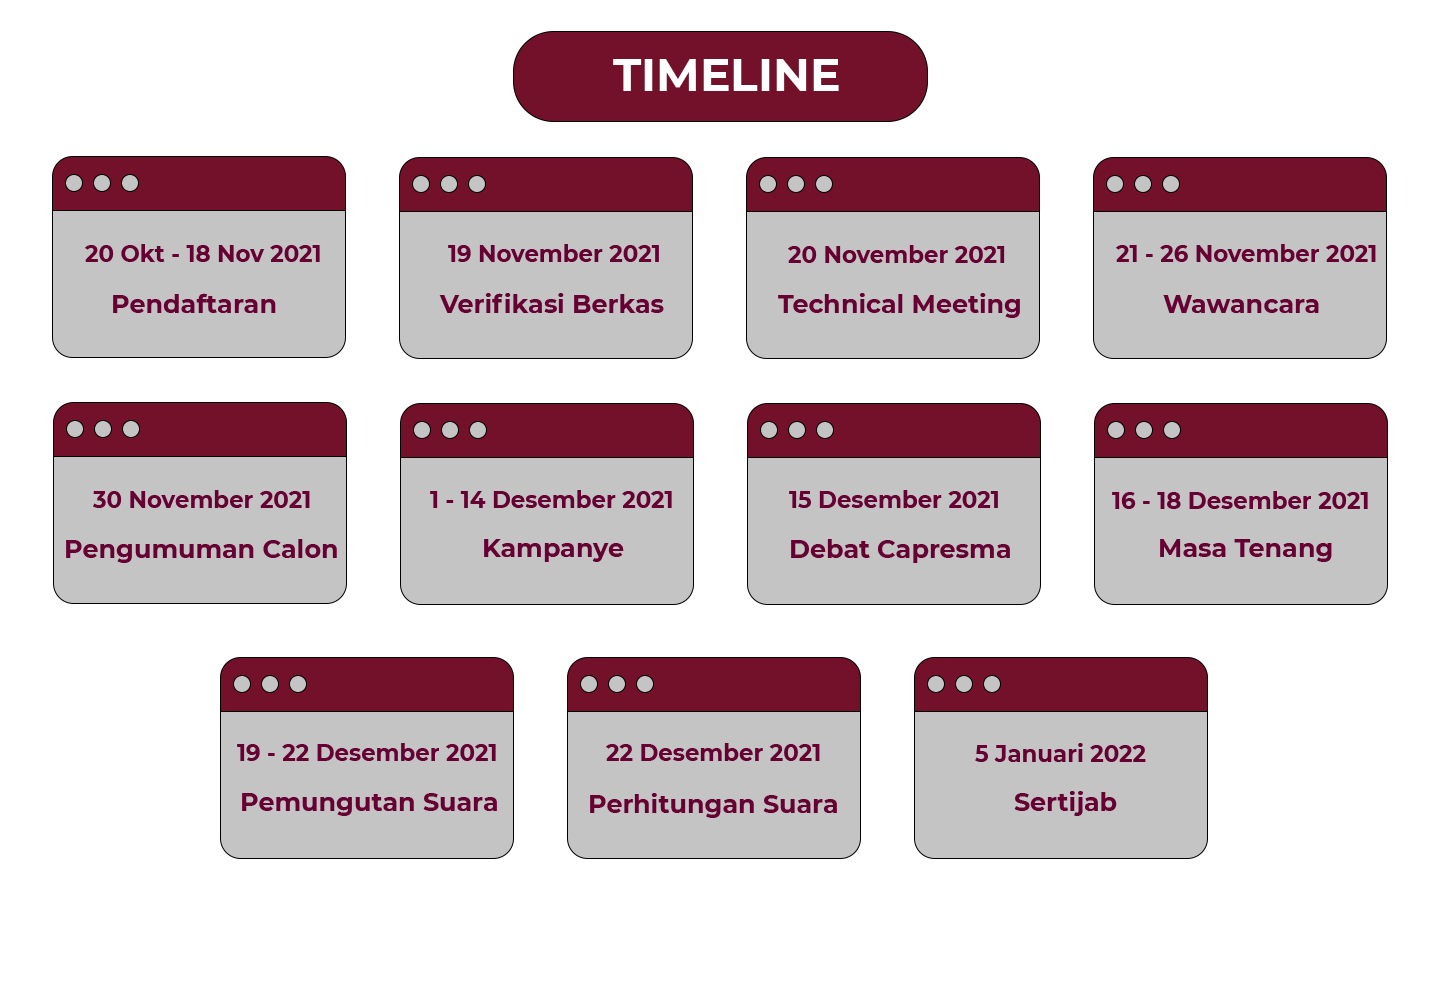 TIMELINE
20 Okt - 18 Nov 2021
Pendaftaran
19 November 2021
Verifikasi Berkas
20 November 2021
Technical Meeting
21 - 26 November 2021
Wawancara
30 November 2021
Pengumuman Calon
1 - 14 Desember 2021
Kampanye
15 Desember 2021
Debat Capresma
16 - 18 Desember 2021
Masa Tenang
19 - 22 Desember 2021
Pemungutan Suara
22 Desember 2021
Perhitungan Suara
5 Januari 2022
Sertijab